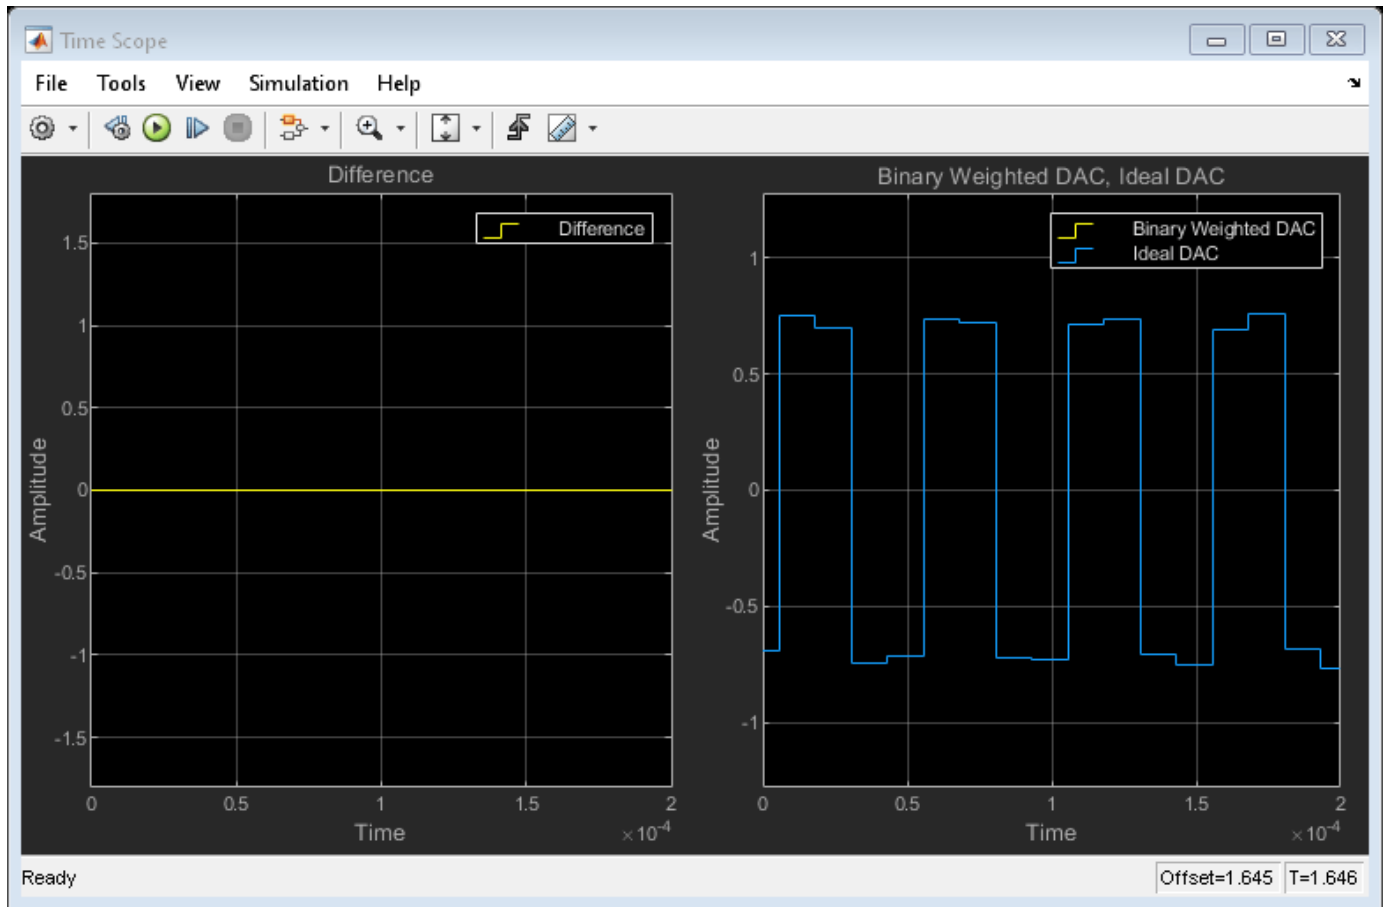 Time Scope
File Tools View Simulation Help
Difference
Difference
1.5
1
0.5
0
-0.5
-1
-1.5
Amplitude
0 0.5 1 1.5 2
Time
×10-4
Binary Weighted DAC, Ideal DAC
Binary Weighted DAC
Ideal DAC
1
0.5
0
-0.5
-1
Amplitude
0 0.5 1 1.5 2
Time
×10-4
Ready
Offset=1.645 T=1.646